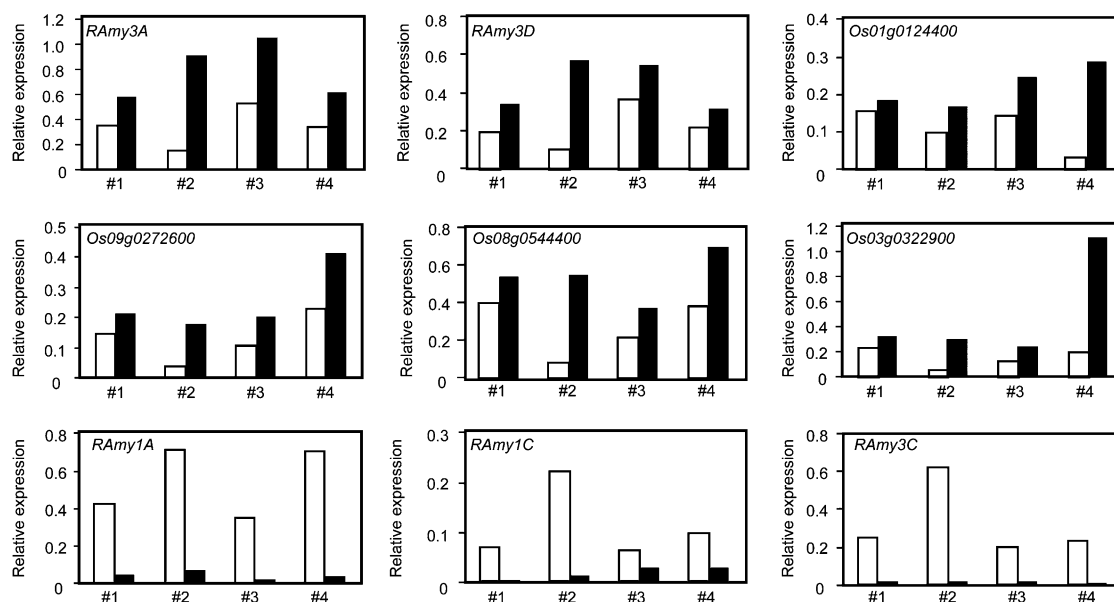 RAmy3A
Relative expression
1.2
1.0
0.8
0.6
0.4
0.2
0
#1 #2 #3 #4
RAmy3D
Relative expression
0.8
0.6
0.4
0.2
0
#1 #2 #3 #4
Os01g0124400
Relative expression
0.4
0.3
0.2
0.1
0
#1 #2 #3 #4
Os09g0272600
Relative expression
0.5
0.4
0.3
0.2
0.1
0
#1 #2 #3 #4
Os08g0544400
Relative expression
0.8
0.6
0.4
0.2
0
#1 #2 #3 #4
Os03g0322900
Relative expression
1.2
1.0
0.8
0.6
0.4
0.2
0
#1 #2 #3 #4
RAmy1A
Relative expression
0.8
0.6
0.4
0.2
0
#1 #2 #3 #4
RAmy1C
Relative expression
0.3
0.2
0.1
0
#1 #2 #3 #4
RAmy3C
Relative expression
0.8
0.6
0.4
0.2
0
#1 #2 #3 #4